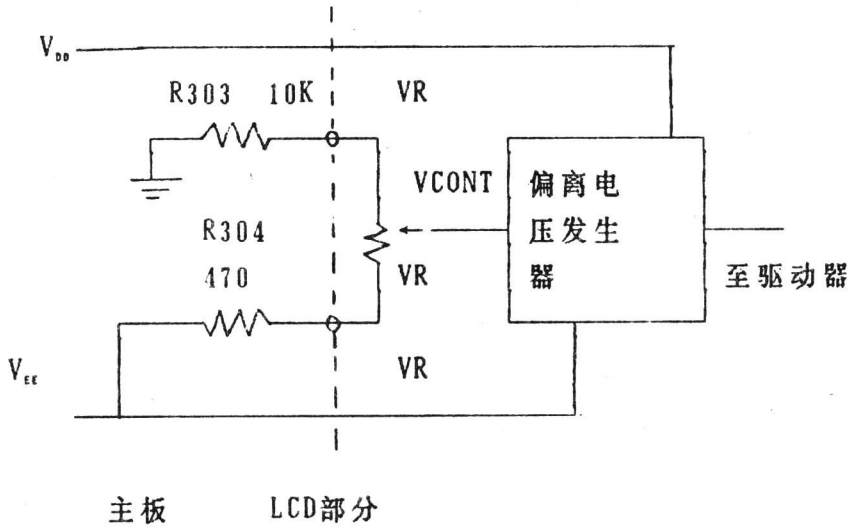 V_DD
R303 10K VR
VCONT
偏离电
压发生
器
R304
470
VR
至驱动器
V_EE
VR
主板 LCD部分